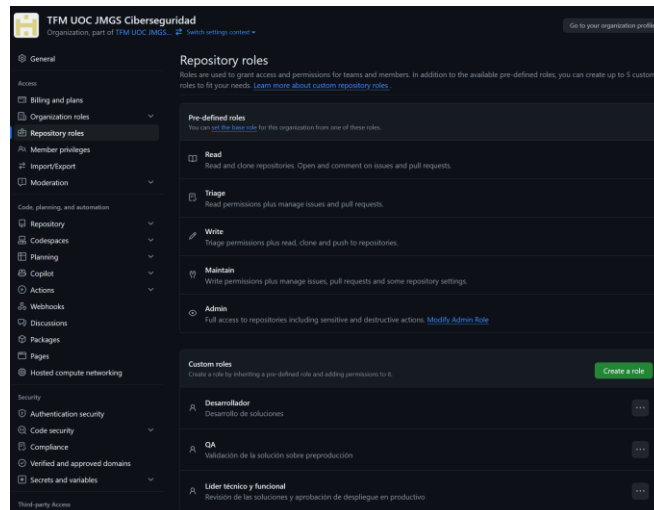 TFM UOC JMGS Ciberseguridad
Organization, part of TFM UOC JMGS... Switch settings context
Go to your organization profile
General
Access
Billing and plans
Organization roles
Repository roles
Member privileges
Import/Export
Moderation
Code, planning, and automation
Repository
Codespaces
Planning
Copilot
Actions
Webhooks
Discussions
Packages
Pages
Hosted compute networking
Security
Authentication security
Code security
Compliance
Verified and approved domains
Secrets and variables
Third-party Access
Repository roles
Roles are used to grant access and permissions for teams and members. In addition to the available pre-defined roles, you can create up to 5 custom
roles to fit your needs. Learn more about custom repository roles.
Pre-defined roles
You can set the base role for this organization from one of these roles.
Read
Read and clone repositories. Open and comment on issues and pull requests.
Triage
Read permissions plus manage issues and pull requests.
Write
Triage permissions plus read, clone and push to repositories.
Maintain
Write permissions plus manage issues, pull requests and some repository settings.
Admin
Full access to repositories including sensitive and destructive actions. Modify Admin Role
Custom roles
Create a role by inheriting a pre-defined role and adding permissions to it.
Create a role
Desarrollador
Desarrollo de soluciones
QA
Validación de la solución sobre preproducción
Líder técnico y funcional
Revisión de las soluciones y aprobación de despliegue en productivo